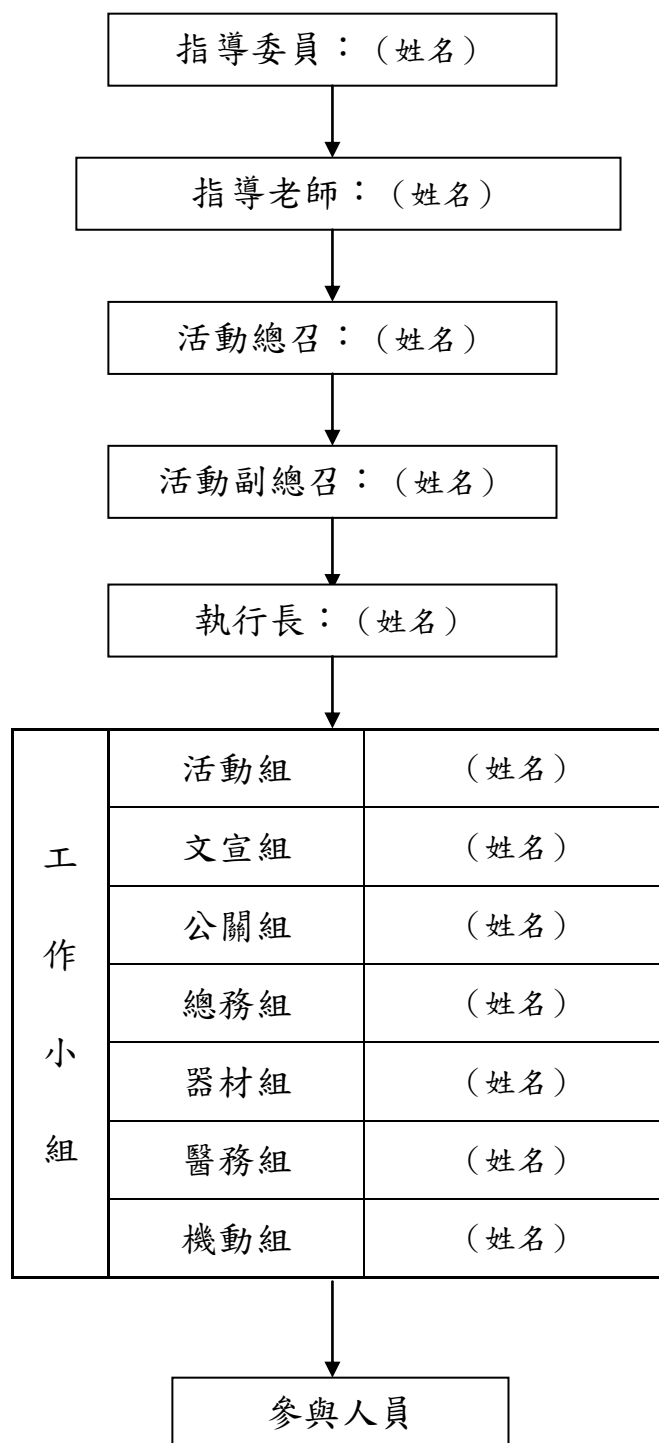 指導委員：（姓名）
指導老師：（姓名）
活動總召：（姓名）
活動副總召：（姓名）
執行長：（姓名）
工作小組
活動組 （姓名）
文宣組 （姓名）
公關組 （姓名）
總務組 （姓名）
器材組 （姓名）
醫務組 （姓名）
機動組 （姓名）
參與人員